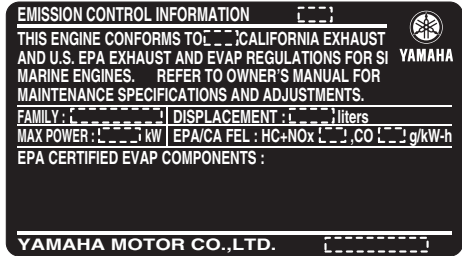 EMISSION CONTROL INFORMATION
THIS ENGINE CONFORMS TO CALIFORNIA EXHAUST
AND U.S. EPA EXHAUST AND EVAP REGULATIONS FOR SI
MARINE ENGINES. REFER TO OWNER'S MANUAL FOR
MAINTENANCE SPECIFICATIONS AND ADJUSTMENTS.
YAMAHA
FAMILY : DISPLACEMENT : liters
MAX POWER : kW EPA/CA FEL : HC+NOx ,CO g/kW-h
EPA CERTIFIED EVAP COMPONENTS :
YAMAHA MOTOR CO.,LTD.